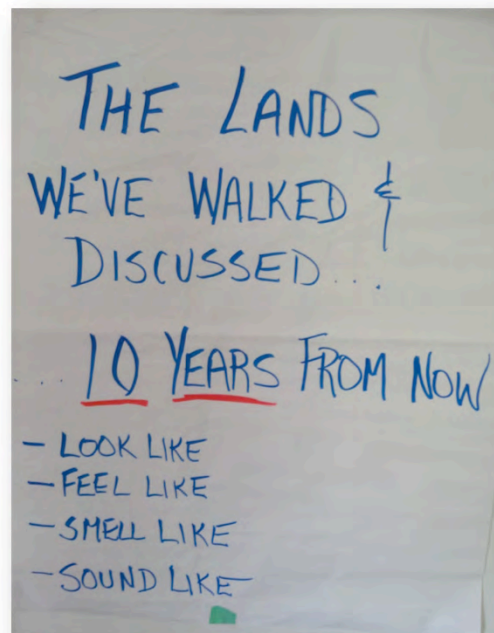 THE LANDS
WE'VE WALKED &
DISCUSSED...
... 10 YEARS FROM NOW
- LOOK LIKE
- FEEL LIKE
- SMELL LIKE
- SOUND LIKE